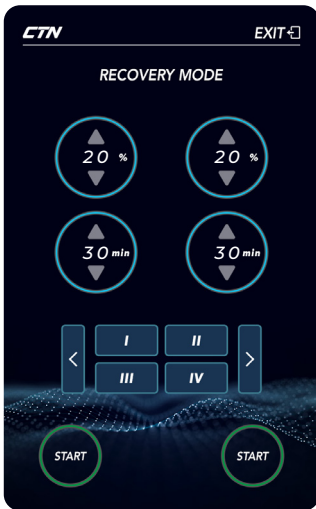 CTN EXIT
RECOVERY MODE
20 % 20 %
30 min 30 min
< I II >
III IV
START START